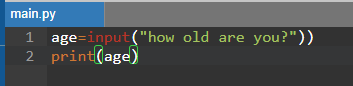 main.py
1 age=input("how old are you?"))
2 print(age)